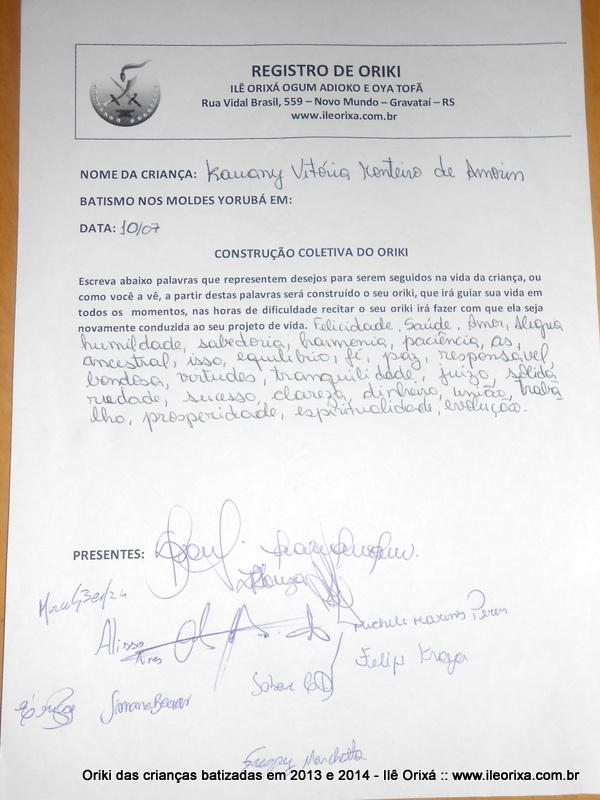 REGISTRO DE ORIKI
ILÊ ORIXÁ OGUM ADIOKO E OYA TOFÃ
Rua Vidal Brasil, 559 – Novo Mundo – Gravataí – RS
www.ileorixa.com.br
NOME DA CRIANÇA: Kauany Vitória Monteiro de Amorim
BATISMO NOS MOLDES YORUBÁ EM:
DATA: 10/07
CONSTRUÇÃO COLETIVA DO ORIKI
Escreva abaixo palavras que representem desejos para serem seguidos na vida da criança, ou
como você a vê, a partir destas palavras será construído o seu oriki, que irá guiar sua vida em
todos os momentos, nas horas de dificuldade recitar o seu oriki irá fazer com que ela seja
novamente conduzida ao seu projeto de vida. Felicidade, Saúde, Amor, Alegria
humildade, sabedoria, harmonia, paciência, as,
ancestral, isso, equilíbrio, fé, paz, responsável
bondosa, virtudes, tranquilidade, juízo, solida
riedade, sucesso, clareza, dinheiro, união, traba
lho, prosperidade, espiritualidade, evolução.
PRESENTES:
Michele Peres
Felipe
Simone
Oriki das crianças batizadas em 2013 e 2014 - Ilê Orixá :: www.ileorixa.com.br